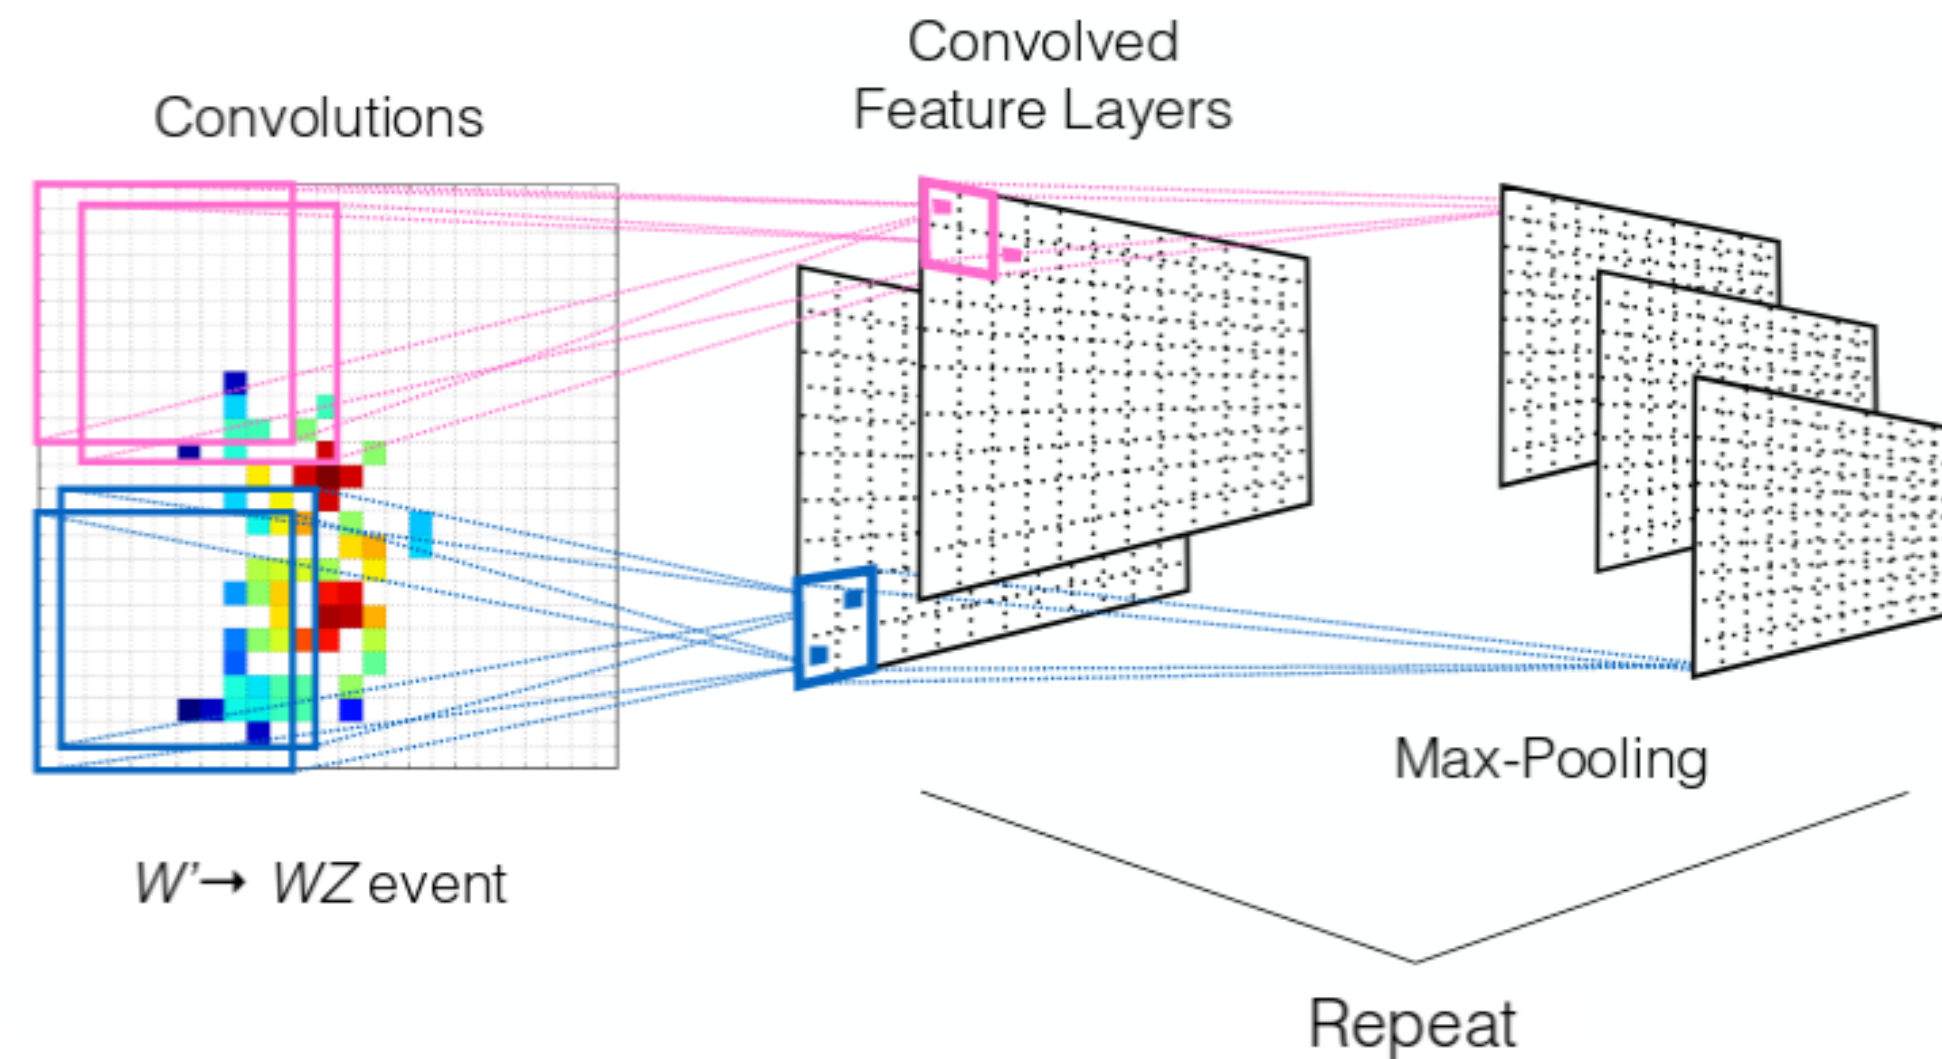 Convolved
Feature Layers
Convolutions
Max-Pooling
W'→ WZ event
Repeat